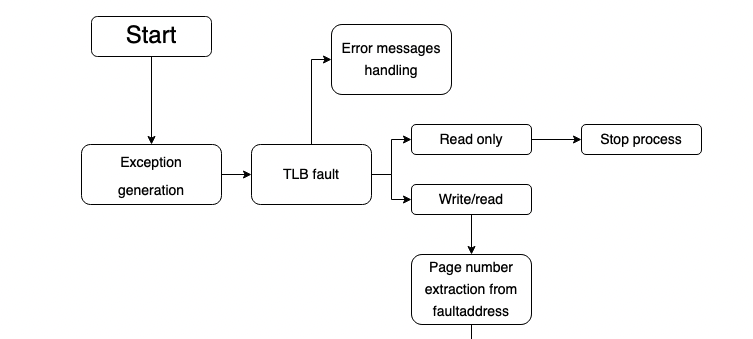 Start
Error messages
handling
Exception
generation
TLB fault
Read only
Stop process
Write/read
Page number
extraction from
faultaddress